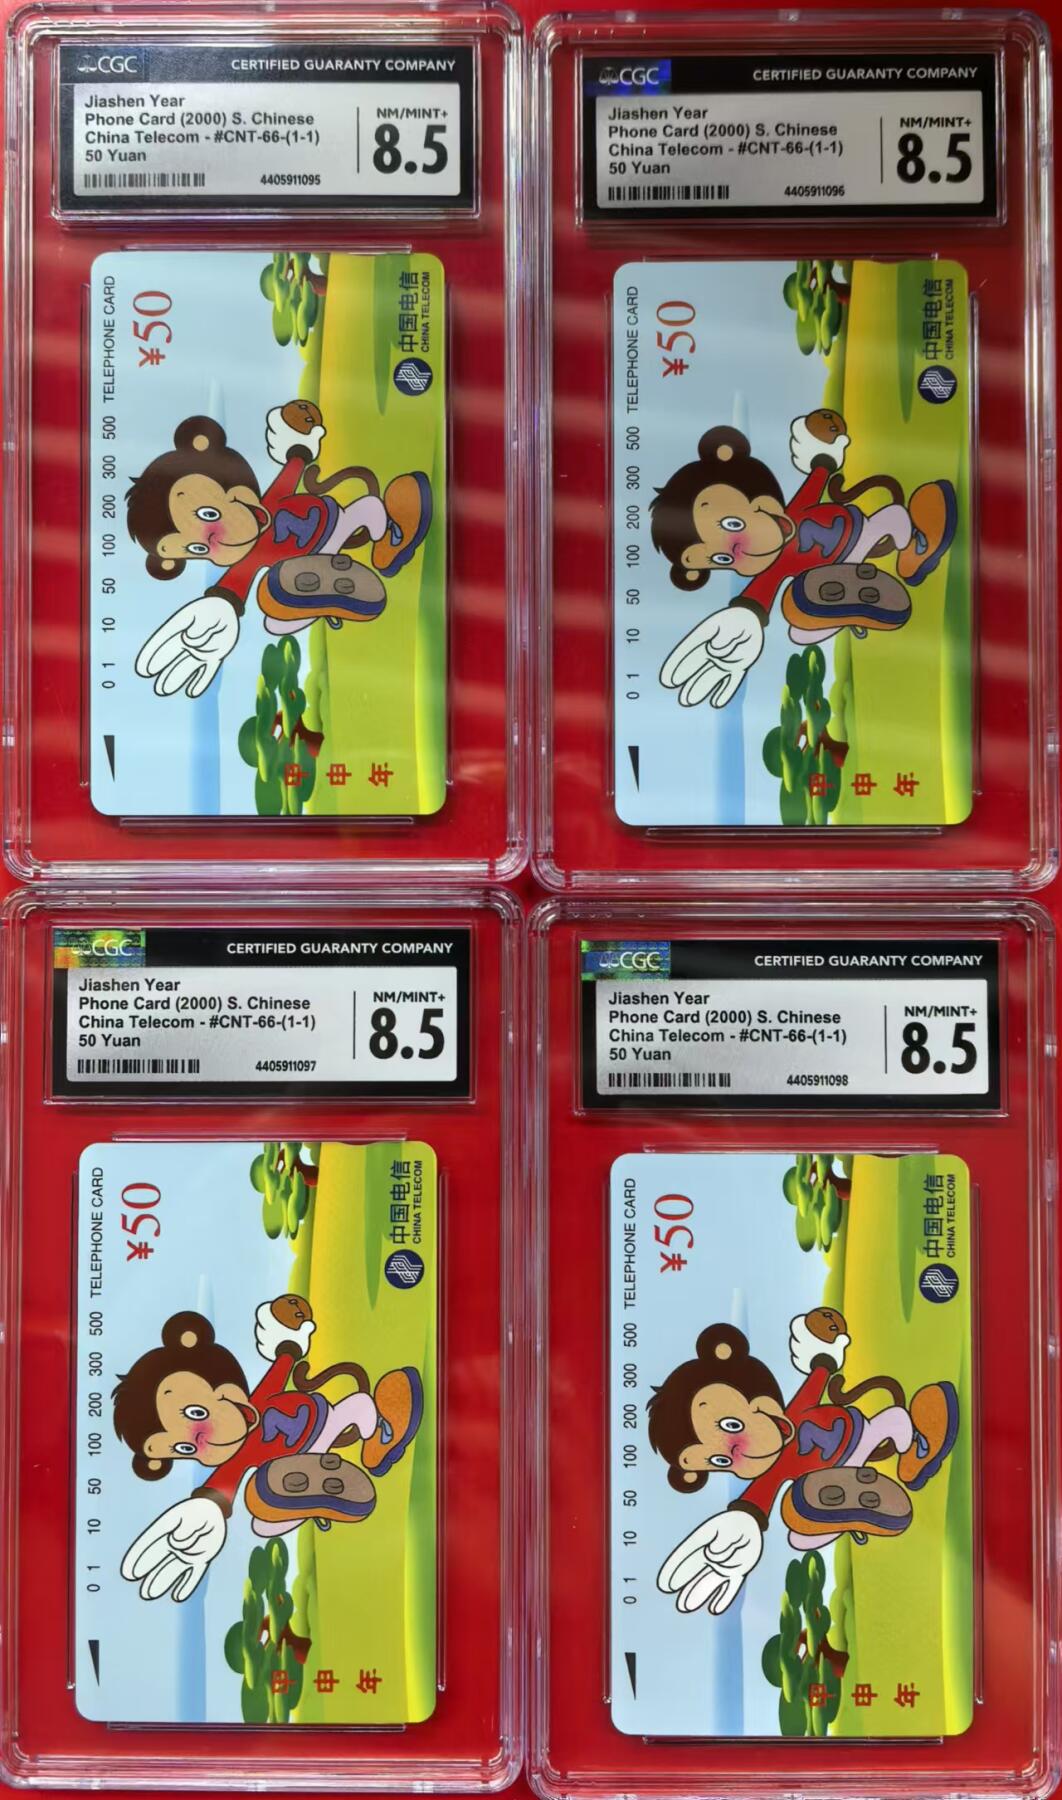 CGC CERTIFIED GUARANTY COMPANY
Jiashen Year
Phone Card (2000) S. Chinese
China Telecom - #CNT-66-(1-1)
50 Yuan
NM/MINT+
8.5
4405911095
TELEPHONE CARD
¥50
中国电信
CHINA TELECOM
0 1 10 50 100 200 300 500
甲申年
CGC CERTIFIED GUARANTY COMPANY
Jiashen Year
Phone Card (2000) S. Chinese
China Telecom - #CNT-66-(1-1)
50 Yuan
NM/MINT+
8.5
4405911096
TELEPHONE CARD
¥50
中国电信
CHINA TELECOM
0 1 10 50 100 200 300 500
甲申年
CGC CERTIFIED GUARANTY COMPANY
Jiashen Year
Phone Card (2000) S. Chinese
China Telecom - #CNT-66-(1-1)
50 Yuan
NM/MINT+
8.5
4405911097
TELEPHONE CARD
¥50
中国电信
CHINA TELECOM
0 1 10 50 100 200 300 500
甲申年
CGC CERTIFIED GUARANTY COMPANY
Jiashen Year
Phone Card (2000) S. Chinese
China Telecom - #CNT-66-(1-1)
50 Yuan
NM/MINT+
8.5
4405911098
TELEPHONE CARD
¥50
中国电信
CHINA TELECOM
0 1 10 50 100 200 300 500
甲申年